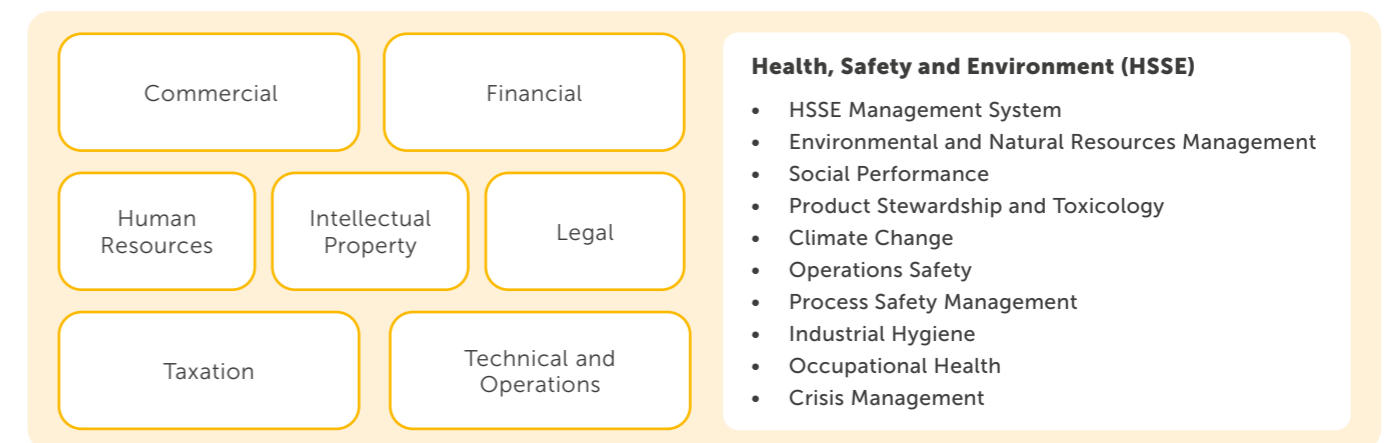 Commercial
Financial
Human
Resources
Intellectual
Property
Legal
Taxation
Technical and
Operations
Health, Safety and Environment (HSSE)
• HSSE Management System
• Environmental and Natural Resources Management
• Social Performance
• Product Stewardship and Toxicology
• Climate Change
• Operations Safety
• Process Safety Management
• Industrial Hygiene
• Occupational Health
• Crisis Management